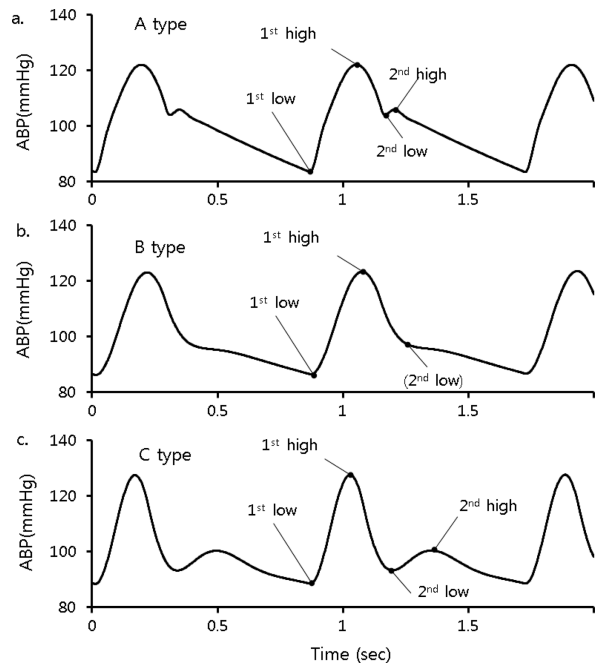 a.
A type
ABP(mmHg)
140
120
100
80
0
0.5
1
1.5
1st high
1st low
2nd high
2nd low
b.
B type
ABP(mmHg)
140
120
100
80
0
0.5
1
1.5
1st high
1st low
(2nd low)
c.
C type
ABP(mmHg)
140
120
100
80
0
0.5
1
1.5
1st high
1st low
2nd high
2nd low
Time (sec)